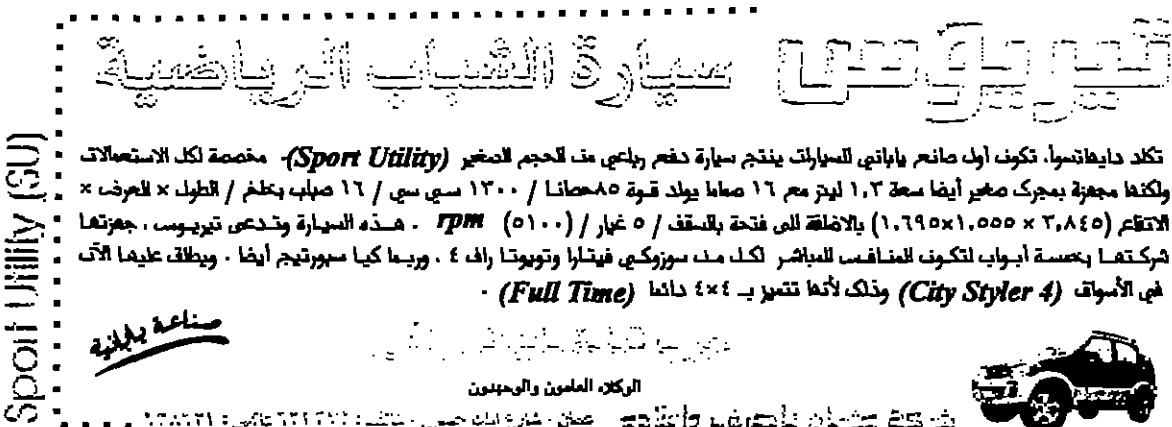 تيريوس سيارة الشباب الرياضية
تكاد دايهاتسو، تكون أول صانع ياباني للسيارات ينتج سيارة دفع رباعي من الحجم الصغير (Sport Utility)- مخصصة لكل الاستعمالات
ولكنها مجهزة بمحرك صغير أيضا سعة ١,٣ ليتر مع ١٦ صماما يولد قوة ٨٥حصانا / ١٣٠٠ سي سي / ١٦ صباب بخلخ / الطول × العرض ×
الاتفاع (٣,٨٤٥ × ١,٥٥٥×١,٦٩٥) بالاضافة الى فتحة بالسقف / ٥ غيار / (٥١٠٠) rpm . هذه السيارة وتدعى تيريوس ، جهزتها
شركتها بخمسة أبواب لتكون المنافس المباشر لكل من سوزوكي فيتارا وتويوتا راف ٤ ، وربما كيا سبورتيج أيضا . ويطلق عليها الآن
في الأسواق (City Styler 4) وذلك لأنها تتميز بـ ٤×٤ دائما (Full Time) .
صناعة يابانية
الوكلاء العامون والوحيدون
Sport Utility (SU)